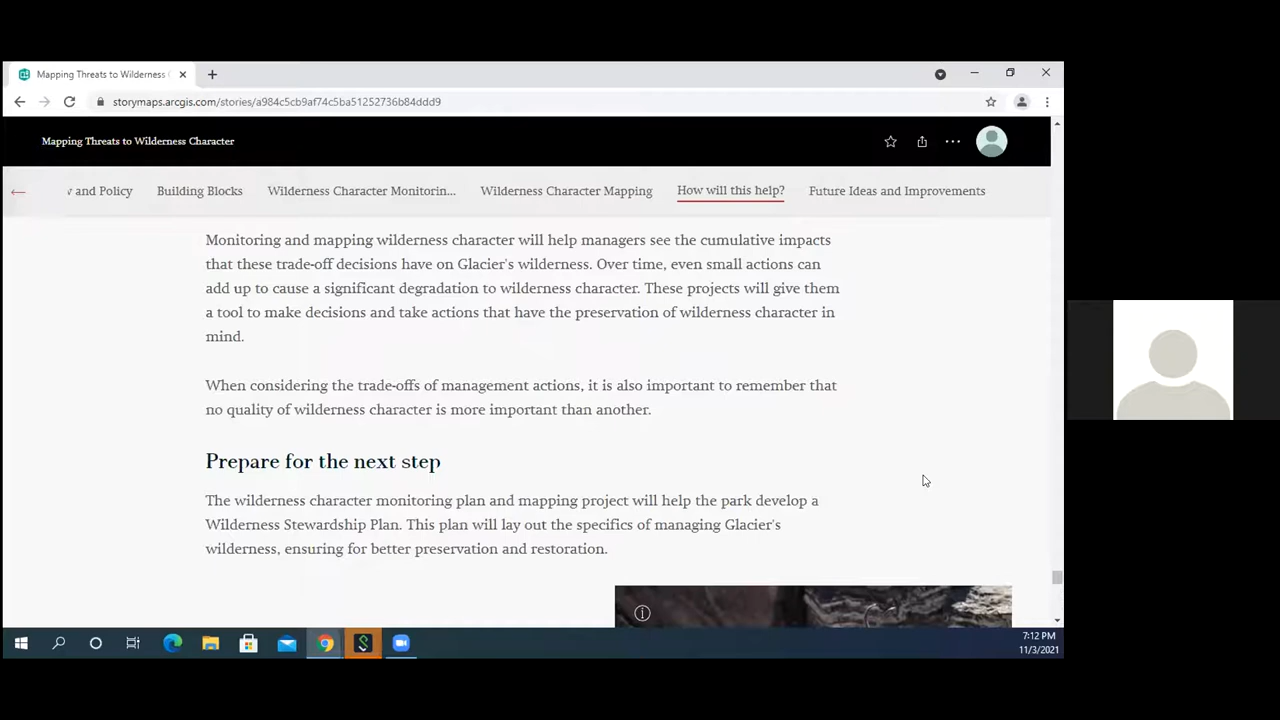 Mapping Threats to Wilderness C
storymaps.arcgis.com/stories/a984c5cb9af74c5ba51252736b84ddd9
Mapping Threats to Wilderness Character
and Policy
Building Blocks
Wilderness Character Monitorin...
Wilderness Character Mapping
How will this help?
Future Ideas and Improvements
Monitoring and mapping wilderness character will help managers see the cumulative impacts
that these trade-off decisions have on Glacier's wilderness. Over time, even small actions can
add up to cause a significant degradation to wilderness character. These projects will give them
a tool to make decisions and take actions that have the preservation of wilderness character in
mind.
When considering the trade-offs of management actions, it is also important to remember that
no quality of wilderness character is more important than another.
Prepare for the next step
The wilderness character monitoring plan and mapping project will help the park develop a
Wilderness Stewardship Plan. This plan will lay out the specifics of managing Glacier's
wilderness, ensuring for better preservation and restoration.
7:12 PM
11/3/2021